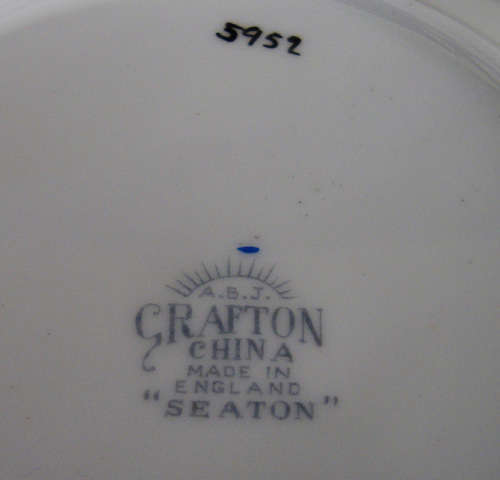 5952
A.B.J.
GRAFTON
CHINA
MADE IN
ENGLAND
"SEATON"